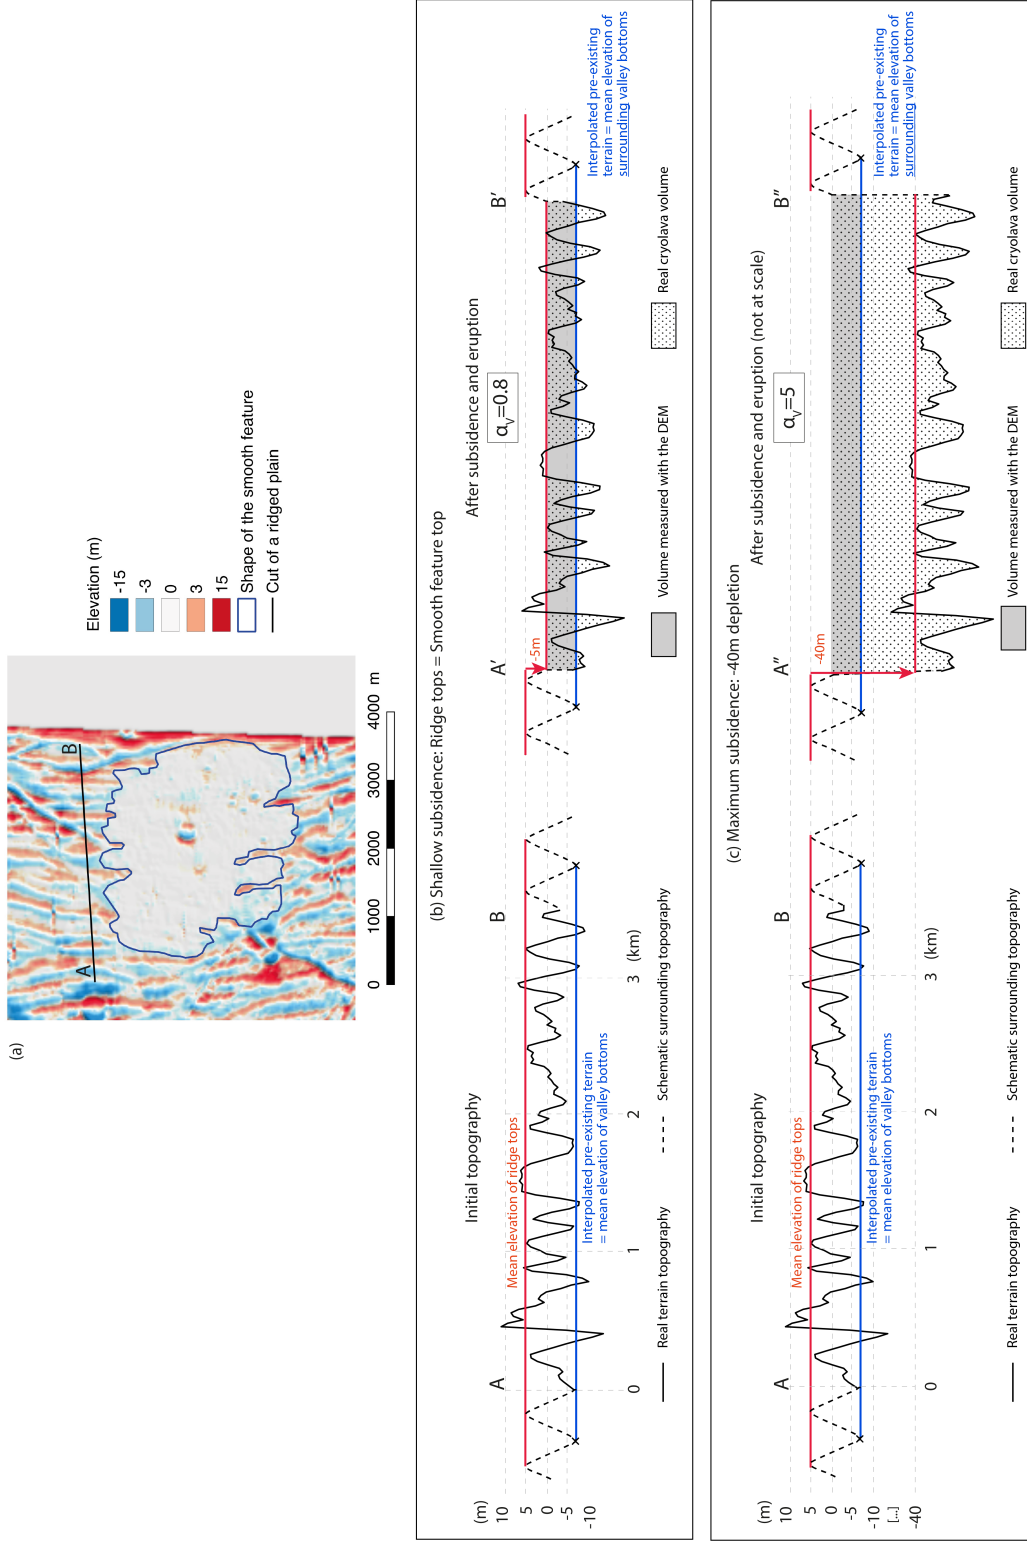 (a)
A
B
Elevation (m)
-15
-3
0
3
15
Shape of the smooth feature
Cut of a ridged plain
0
1000
2000
3000
4000 m
(b) Shallow subsidence: Ridge tops = Smooth feature top
Initial topography
After subsidence and eruption
αV=0.8
(m)
10
5
0
-5
-10
A
B
A'
B'
Mean elevation of ridge tops
-5m
Interpolated pre-existing terrain
= mean elevation of valley bottoms
Interpolated pre-existing
terrain = mean elevation of
surrounding valley bottoms
0
1
2
3
(km)
Real terrain topography
Schematic surrounding topography
Volume measured with the DEM
Real cryolava volume
(c) Maximum subsidence: -40m depletion
Initial topography
After subsidence and eruption (not at scale)
αV=5
(m)
10
5
0
-5
-10
[...]
-40
A
B
A''
B''
Mean elevation of ridge tops
-40m
Interpolated pre-existing terrain
= mean elevation of valley bottoms
Interpolated pre-existing
terrain = mean elevation of
surrounding valley bottoms
0
1
2
3
(km)
Real terrain topography
Schematic surrounding topography
Volume measured with the DEM
Real cryolava volume